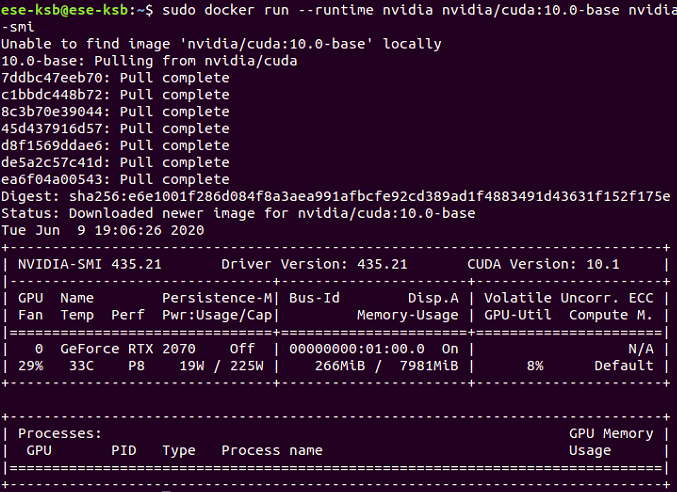 ese-ksb@ese-ksb:~$ sudo docker run --runtime nvidia nvidia/cuda:10.0-base nvidia
-smi
Unable to find image 'nvidia/cuda:10.0-base' locally
10.0-base: Pulling from nvidia/cuda
7ddbc47eeb70: Pull complete
c1bbdc448b72: Pull complete
8c3b70e39044: Pull complete
45d437916d57: Pull complete
d8f1569ddae6: Pull complete
de5a2c57c41d: Pull complete
ea6f04a00543: Pull complete
Digest: sha256:e6e1001f286d084f8a3aea991afbcfe92cd389ad1f4883491d43631f152f175e
Status: Downloaded newer image for nvidia/cuda:10.0-base
Tue Jun  9 19:06:26 2020
+-----------------------------------------------------------------------------+
| NVIDIA-SMI 435.21       Driver Version: 435.21       CUDA Version: 10.1     |
|-------------------------------+----------------------+----------------------+
| GPU  Name        Persistence-M| Bus-Id        Disp.A | Volatile Uncorr. ECC |
| Fan  Temp  Perf  Pwr:Usage/Cap|         Memory-Usage | GPU-Util  Compute M. |
|===============================+======================+======================|
|   0  GeForce RTX 2070    Off  | 00000000:01:00.0  On |                  N/A |
| 29%   33C    P8    19W / 225W |    266MiB /  7981MiB |      8%      Default |
+-------------------------------+----------------------+----------------------+
+-----------------------------------------------------------------------------+
| Processes:                                                       GPU Memory |
|  GPU       PID   Type   Process name                             Usage      |
|=============================================================================|
+-----------------------------------------------------------------------------+